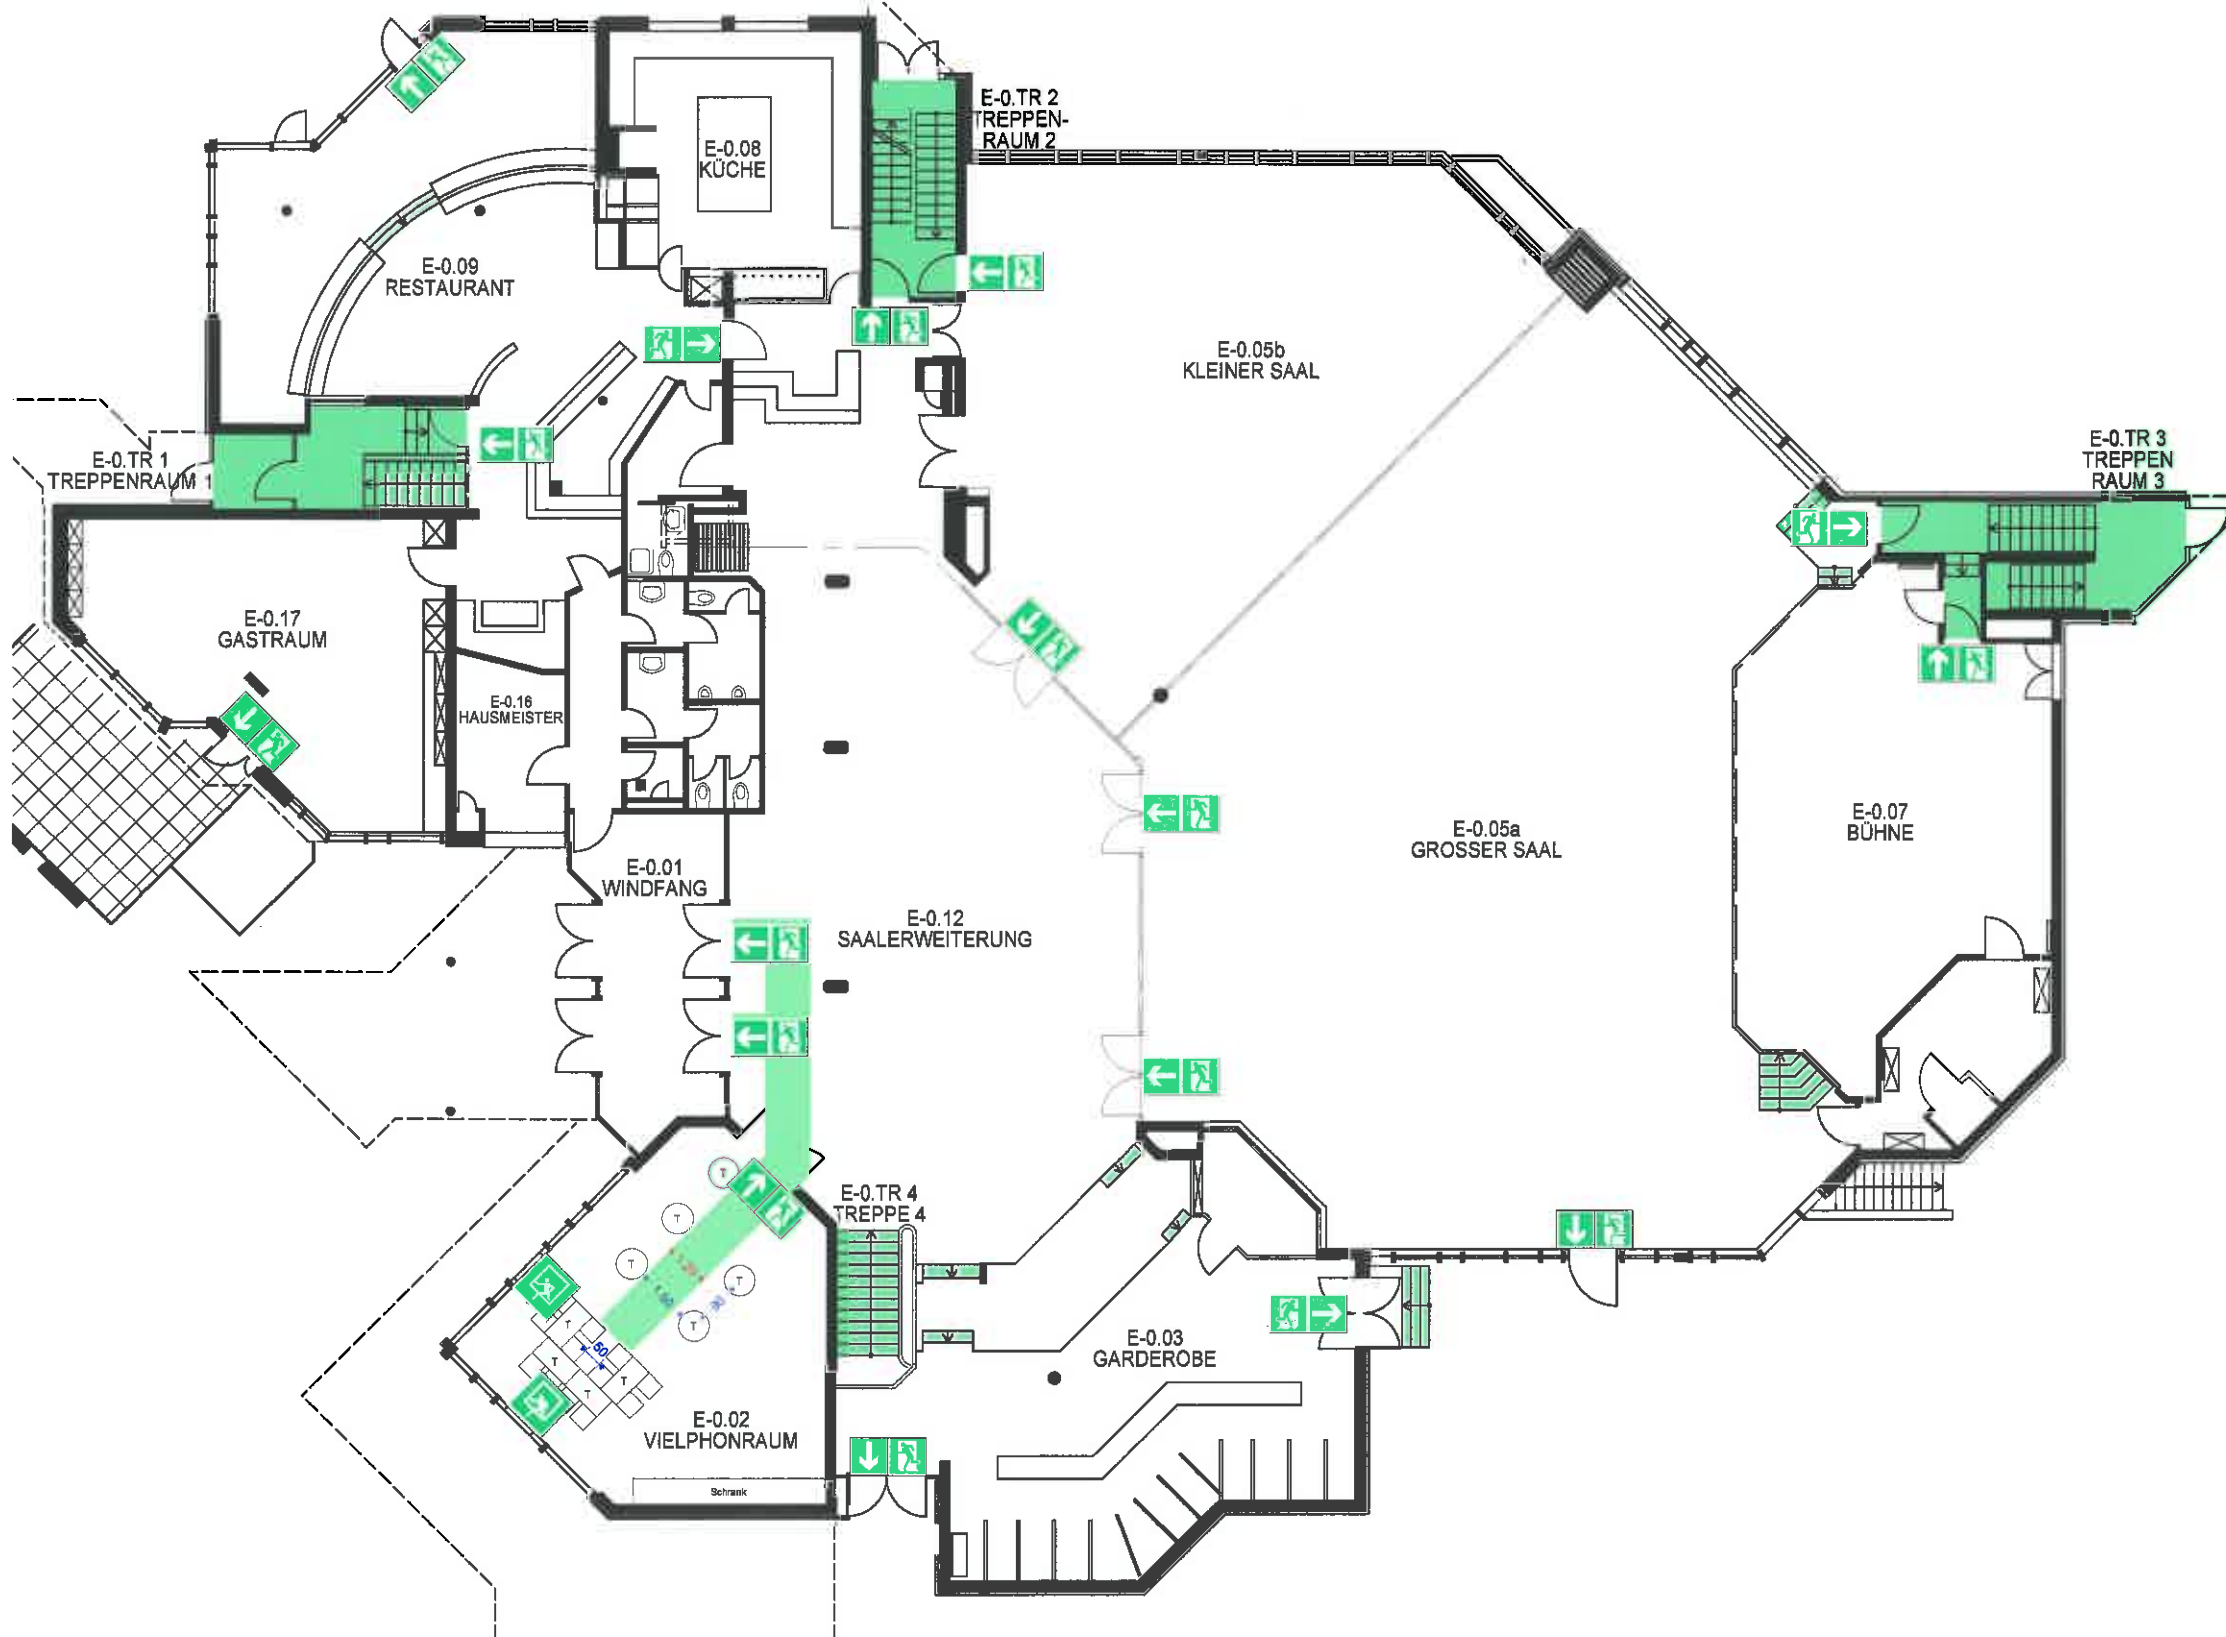 E-0.TR 2
TREPPEN-
RAUM 2
E-0.08
KÜCHE
E-0.09
RESTAURANT
E-0.05b
KLEINER SAAL
E-0.TR 1
TREPPENRAUM 1
E-0.TR 3
TREPPEN
RAUM 3
E-0.17
GASTRAUM
E-0.16
HAUSMEISTER
E-0.07
BÜHNE
E-0.05a
GROSSER SAAL
E-0.01
WINDFANG
E-0.12
SAALERWEITERUNG
T
E-0.TR 4
TREPPE 4
T
T
T
T
T
50
T
T
T
E-0.03
GARDEROBE
E-0.02
VIELPHONRAUM
Schrank